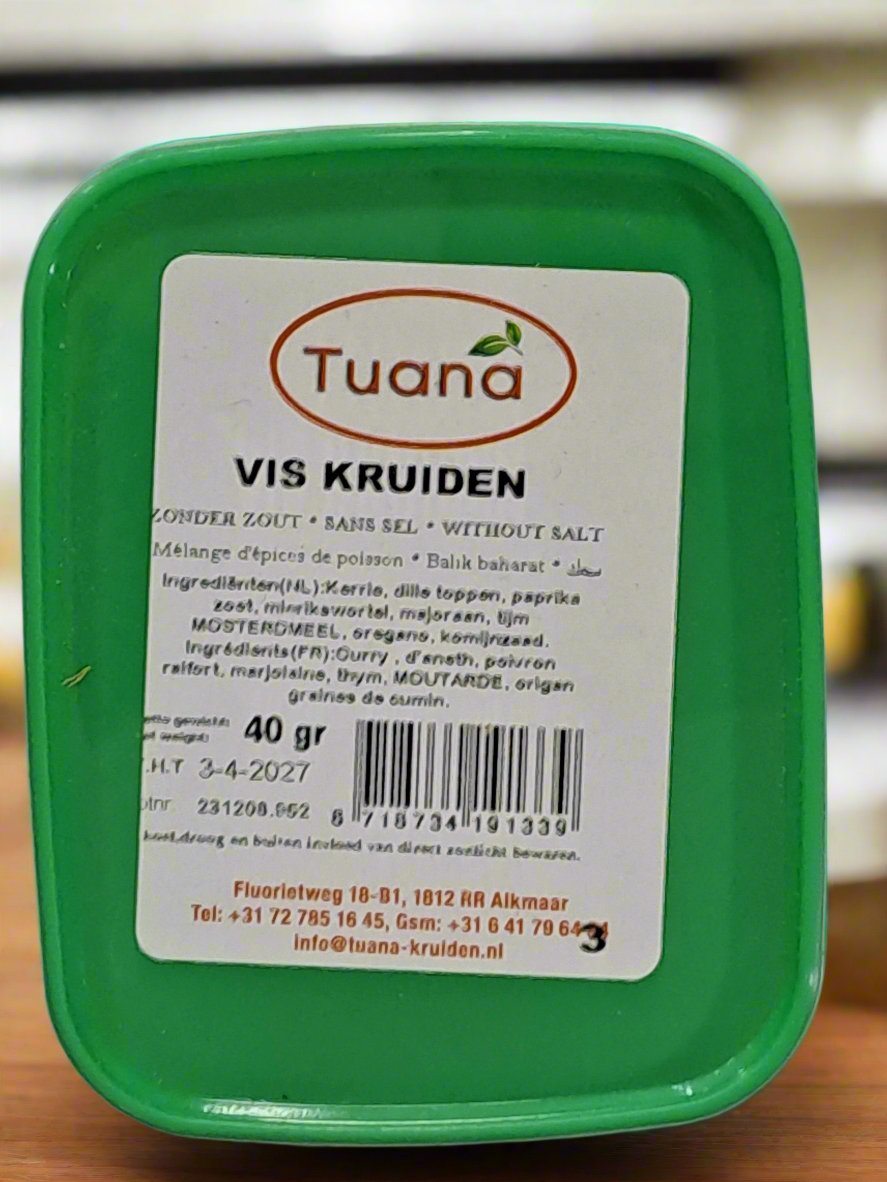 Tuana
VIS KRUIDEN
ZONDER ZOUT * SANS SEL * WITHOUT SALT
Mélange d'épices de poisson * Balık baharat *
Ingrediënten(NL):Kerrie, dille toppen, paprika
zoet, mierikswortel, majoraan, tijm
MOSTERDMEEL, oregano, komijnzaad.
Ingrédients(FR):Curry , d'aneth, poivron
raifort, marjolaine, thym, MOUTARDE, origan
graines de cumin.
40 gr
.H.T 3-4-2027
otnr 231208.952
8 718734 191339
droog en buiten invloed van direct zonlicht bewaren.
Fluorietweg 18-B1, 1812 RR Alkmaar
Tel: +31 72 785 16 45, Gsm: +31 6 41 79 64
3
info@tuana-kruiden.nl